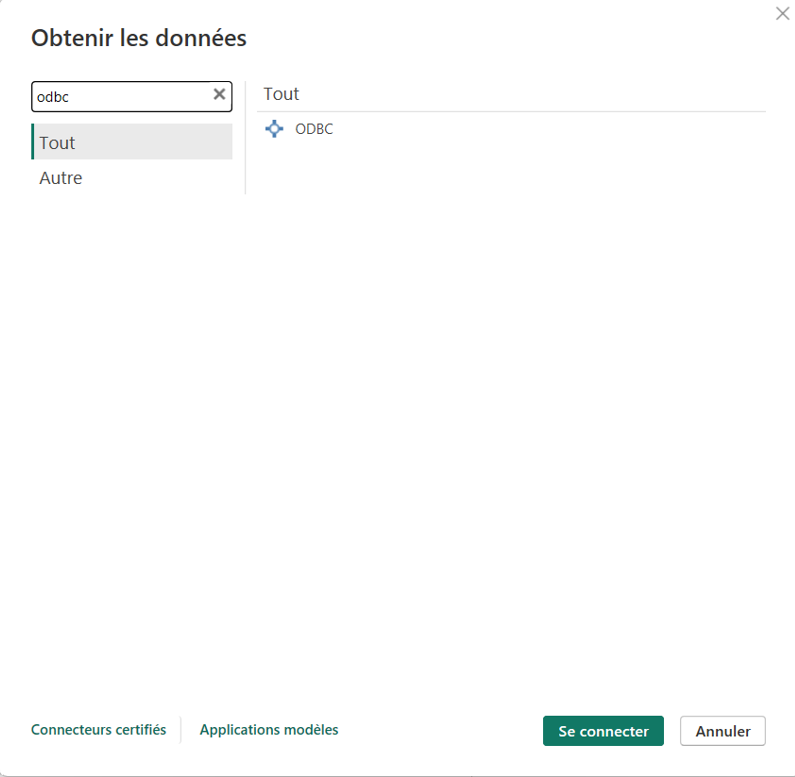 Obtenir les données
odbc
Tout
Autre
Tout
ODBC
Connecteurs certifiés
Applications modèles
Se connecter
Annuler